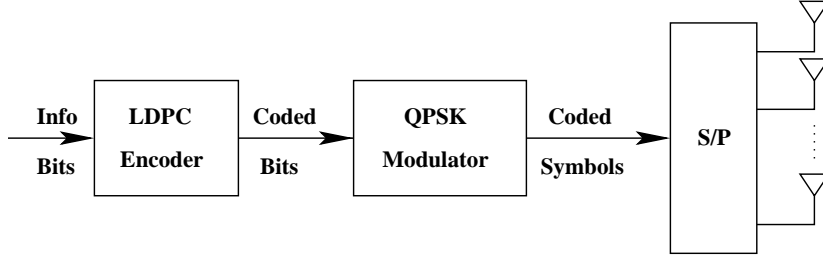 Info
Bits
LDPC
Encoder
Coded
Bits
QPSK
Modulator
Coded
Symbols
S/P